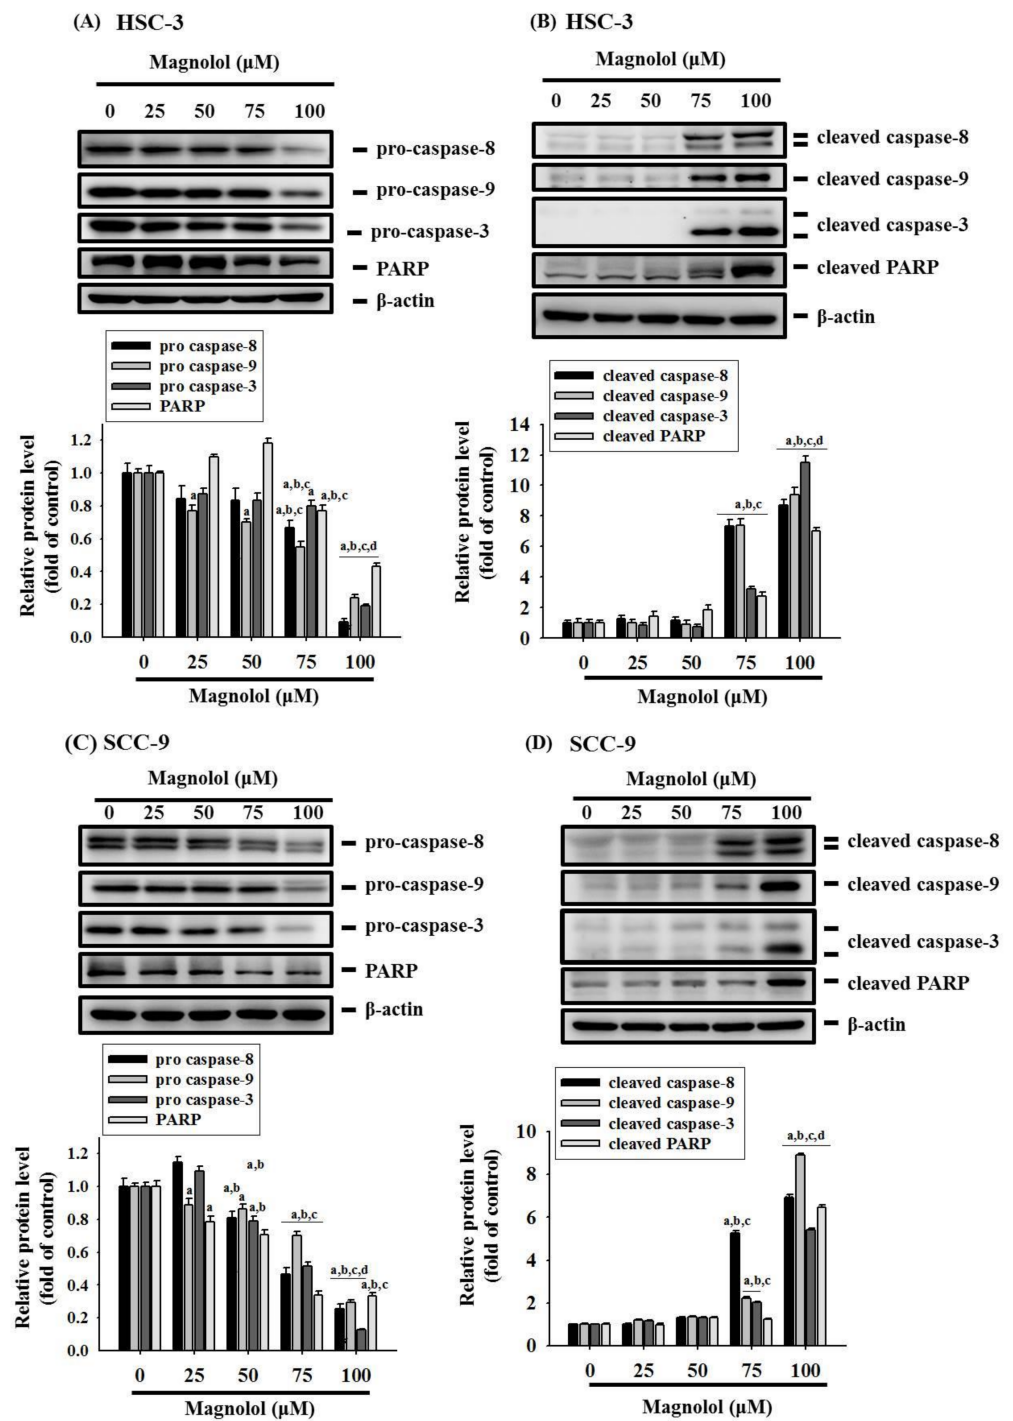 (A) HSC-3
Magnolol (μM)
0 25 50 75 100
pro-caspase-8
pro-caspase-9
pro-caspase-3
PARP
β-actin
pro caspase-8
pro caspase-9
pro caspase-3
PARP
Relative protein level
(fold of control)
1.2
1.0
0.8
0.6
0.4
0.2
0.0
a
a
a,b,c
a,b,c
a
a,b,c
a,b,c,d
0 25 50 75 100
Magnolol (μM)
(B) HSC-3
Magnolol (μM)
0 25 50 75 100
cleaved caspase-8
cleaved caspase-9
cleaved caspase-3
cleaved PARP
β-actin
cleaved caspase-8
cleaved caspase-9
cleaved caspase-3
cleaved PARP
Relative protein level
(fold of control)
14
12
10
8
6
4
2
0
a,b,c
a,b,c,d
0 25 50 75 100
Magnolol (μM)
(C) SCC-9
Magnolol (μM)
0 25 50 75 100
pro-caspase-8
pro-caspase-9
pro-caspase-3
PARP
β-actin
pro caspase-8
pro caspase-9
pro caspase-3
PARP
Relative protein level
(fold of control)
1.2
1.0
0.8
0.6
0.4
0.2
0.0
a
a
a,b
a
a,b
a,b
a,b,c
a,b,c,d
a,b,c
0 25 50 75 100
Magnolol (μM)
(D) SCC-9
Magnolol (μM)
0 25 50 75 100
cleaved caspase-8
cleaved caspase-9
cleaved caspase-3
cleaved PARP
β-actin
cleaved caspase-8
cleaved caspase-9
cleaved caspase-3
cleaved PARP
Relative protein level
(fold of control)
10
8
6
4
2
0
a,b,c
a,b,c
a,b,c,d
0 25 50 75 100
Magnolol (μM)